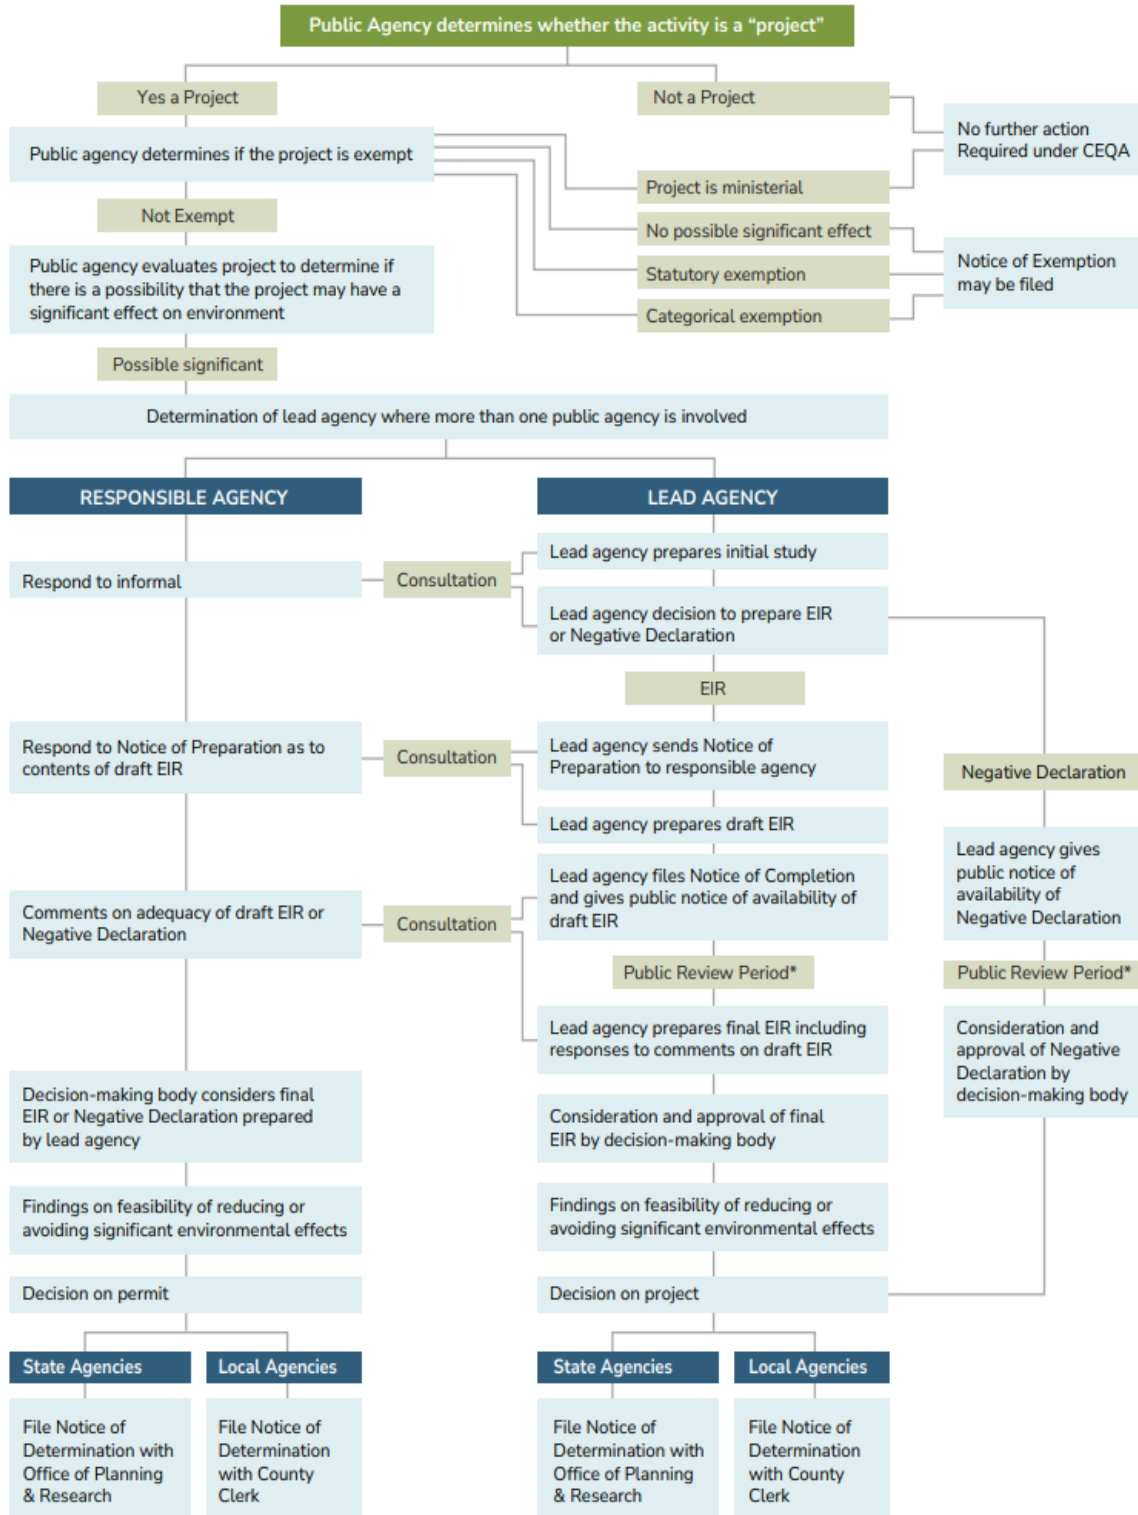 Public Agency determines whether the activity is a “project”
Yes a Project
Not a Project
No further action
Required under CEQA
Public agency determines if the project is exempt
Project is ministerial
Not Exempt
No possible significant effect
Statutory exemption
Categorical exemption
Notice of Exemption
may be filed
Public agency evaluates project to determine if
there is a possibility that the project may have a
significant effect on environment
Possible significant
Determination of lead agency where more than one public agency is involved
RESPONSIBLE AGENCY
LEAD AGENCY
Lead agency prepares initial study
Respond to informal
Consultation
Lead agency decision to prepare EIR
or Negative Declaration
EIR
Respond to Notice of Preparation as to
contents of draft EIR
Consultation
Lead agency sends Notice of
Preparation to responsible agency
Lead agency prepares draft EIR
Negative Declaration
Lead agency gives
public notice of
availability of
Negative Declaration
Comments on adequacy of draft EIR or
Negative Declaration
Consultation
Lead agency files Notice of Completion
and gives public notice of availability of
draft EIR
Public Review Period*
Public Review Period*
Lead agency prepares final EIR including
responses to comments on draft EIR
Consideration and
approval of Negative
Declaration by
decision-making body
Decision-making body considers final
EIR or Negative Declaration prepared
by lead agency
Consideration and approval of final
EIR by decision-making body
Findings on feasibility of reducing or
avoiding significant environmental effects
Findings on feasibility of reducing or
avoiding significant environmental effects
Decision on permit
Decision on project
State Agencies
Local Agencies
State Agencies
Local Agencies
File Notice of
Determination with
Office of Planning
& Research
File Notice of
Determination
with County
Clerk
File Notice of
Determination with
Office of Planning
& Research
File Notice of
Determination
with County
Clerk